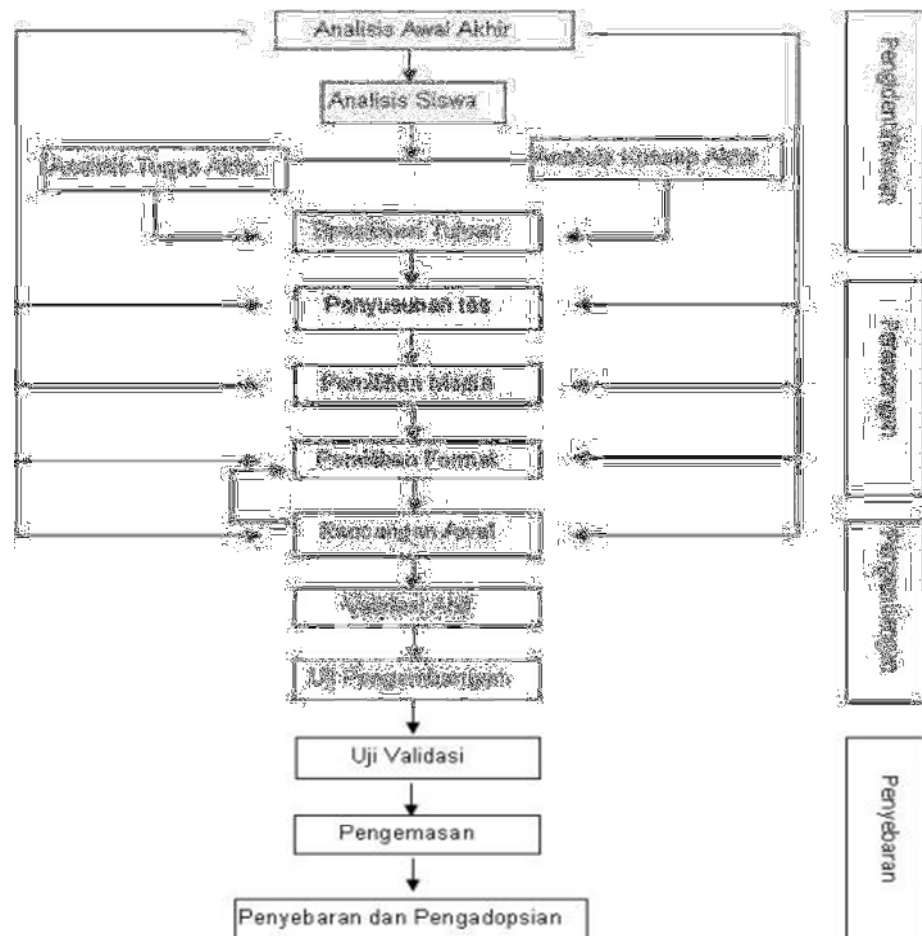 Analisis Awal Akhir
Analisis Siswa
Analisis Tugas Akhir
Analisis Konsep Akhir
Spesifikasi Tujuan
Penyusunan tes
Pemilihan Media
Pemilihan Format
Rancangan Awal
Validasi Ahli
Uji Pengembangan
Uji Validasi
Pengemasan
Penyebaran dan Pengadopsian
Perancangan
Pengembangan
Penyebaran